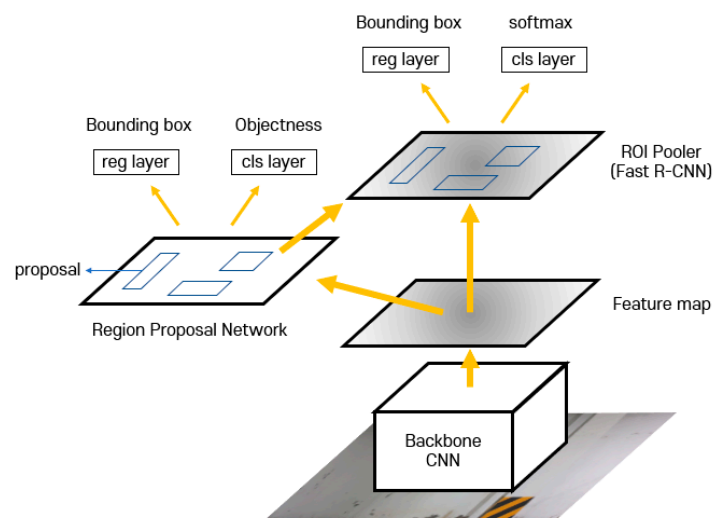 Bounding box
softmax
reg layer
cls layer
Bounding box
Objectness
reg layer
cls layer
ROI Pooler
(Fast R-CNN)
proposal
Region Proposal Network
Feature map
Backbone
CNN